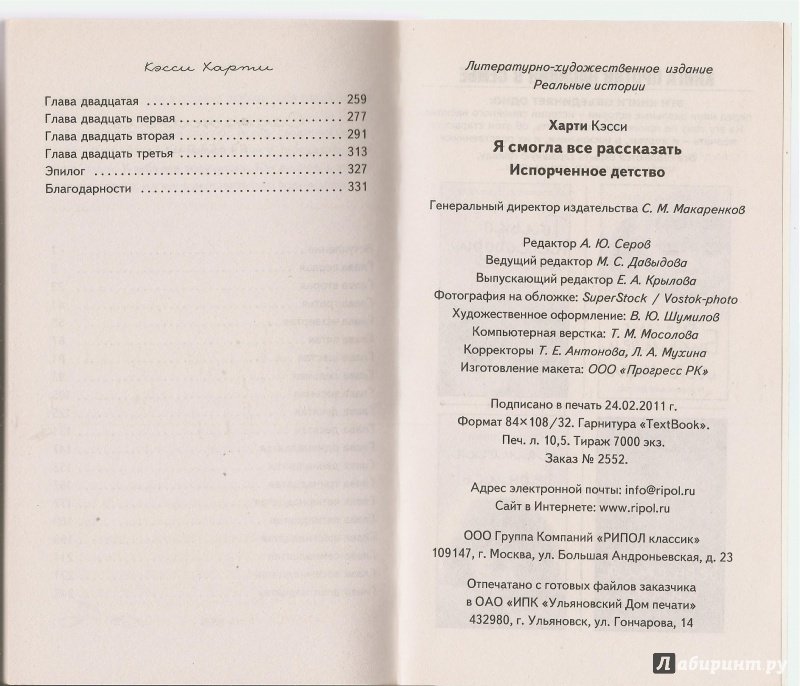 Кэсси Харти
Глава двадцатая ............................. 259
Глава двадцать первая ........................ 277
Глава двадцать вторая ........................ 291
Глава двадцать третья ........................ 313
Эпилог ..................................... 327
Благодарности .............................. 331
Литературно-художественное издание
Реальные истории
Харти Кэсси
Я смогла все рассказать
Испорченное детство
Генеральный директор издательства С. М. Макаренков
Редактор А. Ю. Серов
Ведущий редактор М. С. Давыдова
Выпускающий редактор Е. А. Крылова
Фотография на обложке: SuperStock / Vostok-photo
Художественное оформление: В. Ю. Шумилов
Компьютерная верстка: Т. М. Мосолова
Корректоры Т. Е. Антонова, Л. А. Мухина
Изготовление макета: ООО «Прогресс РК»
Подписано в печать 24.02.2011 г.
Формат 84×108/32. Гарнитура «TextBook».
Печ. л. 10,5. Тираж 7000 экз.
Заказ № 2552.
Адрес электронной почты: info@ripol.ru
Сайт в Интернете: www.ripol.ru
ООО Группа Компаний «РИПОЛ классик»
109147, г. Москва, ул. Большая Андроньевская, д. 23
Отпечатано с готовых файлов заказчика
в ОАО «ИПК «Ульяновский Дом печати»
432980, г. Ульяновск, ул. Гончарова, 14
Лабиринт.ру